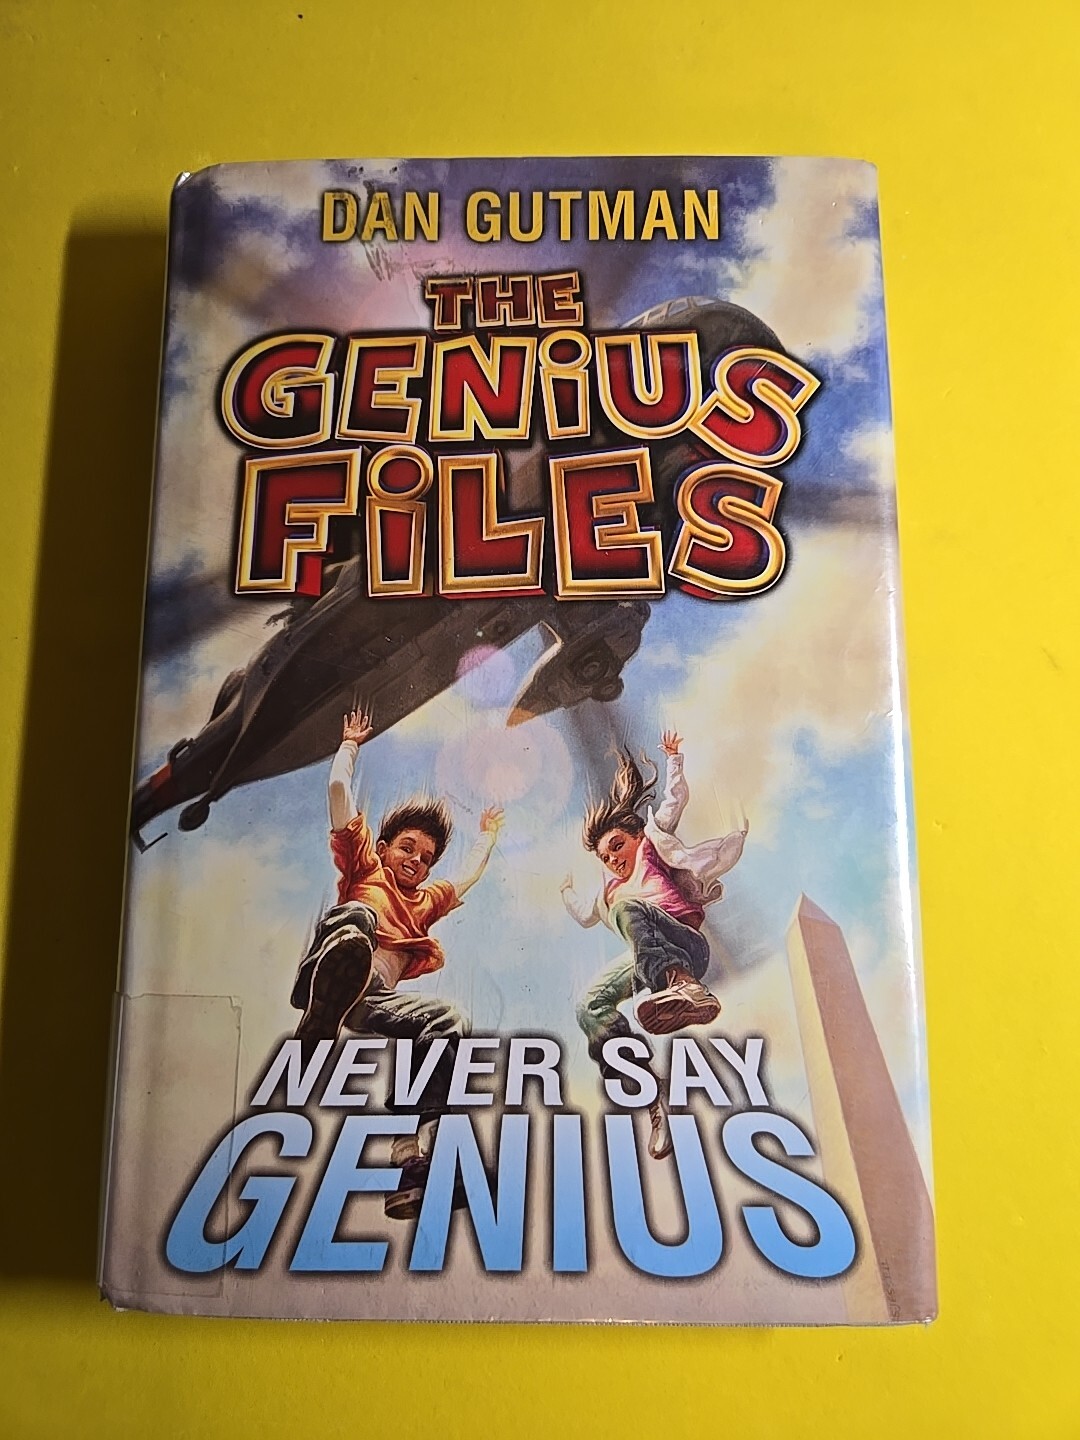 DAN GUTMAN
THE
GENiUS
FiLES
NEVER SAY
GENIUS